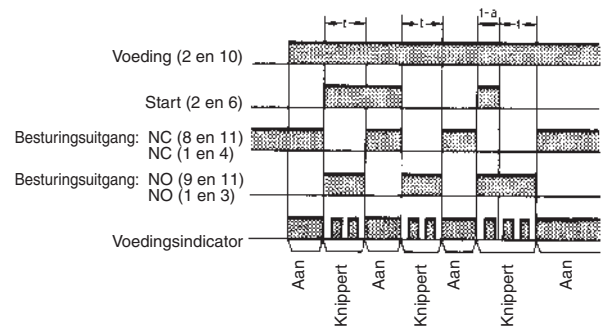 t
t
t-a
t
Voeding (2 en 10)
Start (2 en 6)
Besturingsuitgang: NC (8 en 11)
NC (1 en 4)
Besturingsuitgang: NO (9 en 11)
NO (1 en 3)
Voedingsindicator
Aan
Knippert
Aan
Knippert
Aan
Knippert
Aan